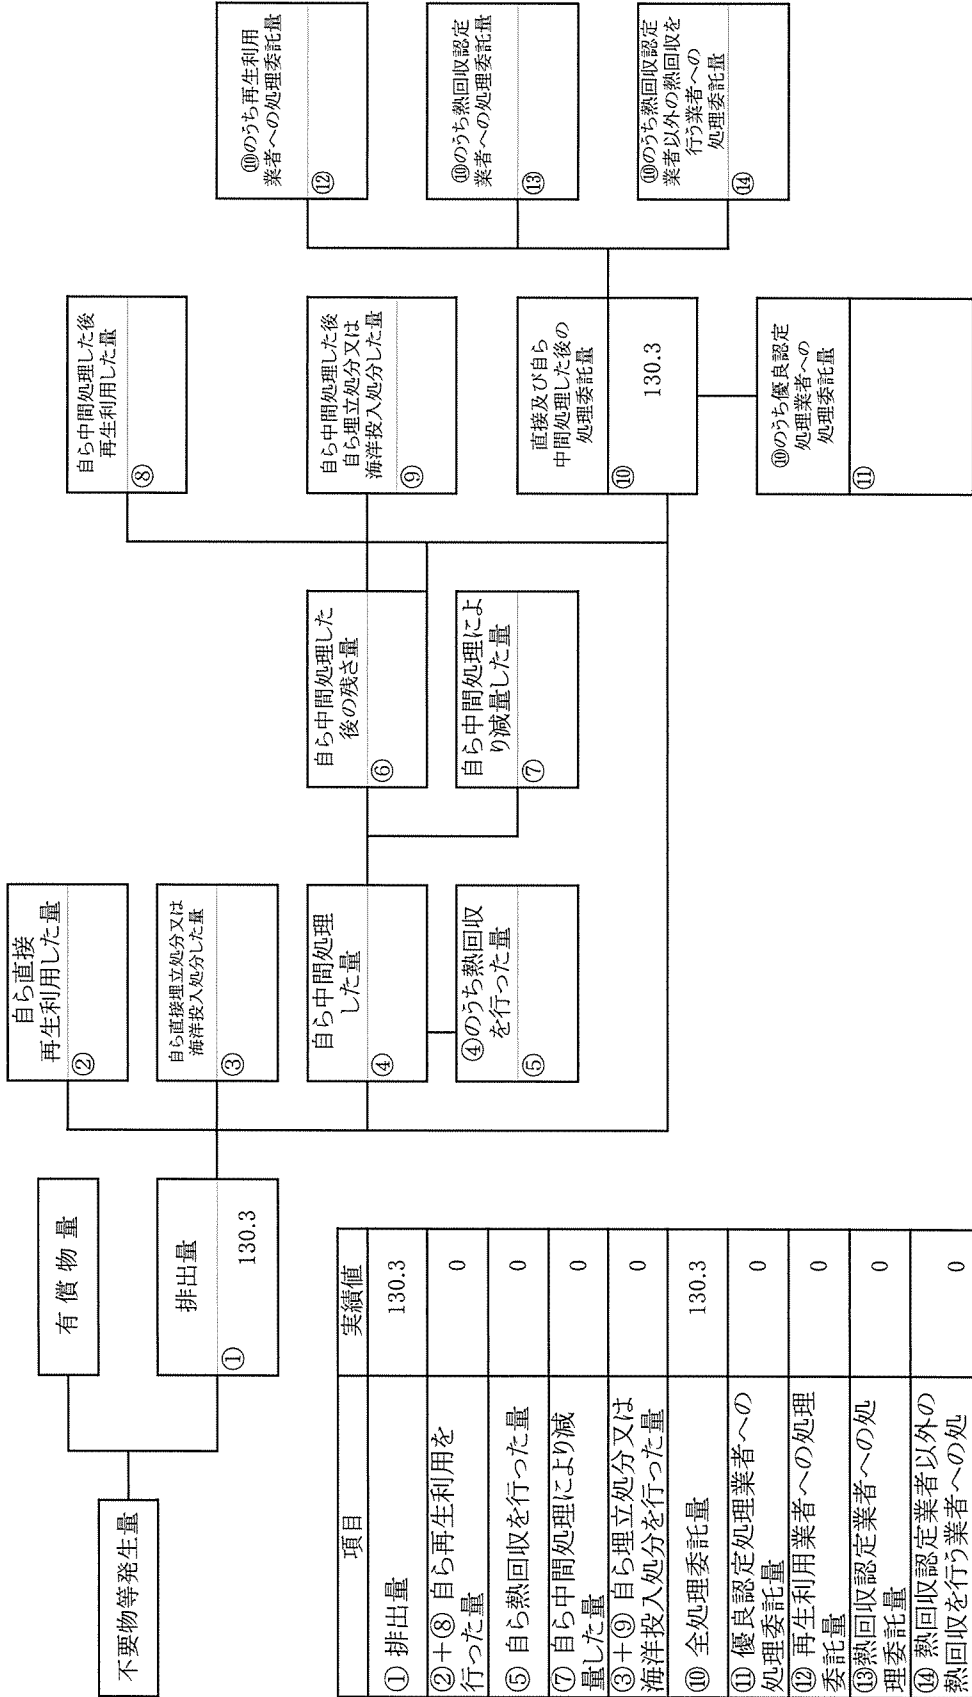 不要物等発生量
有償物量
排出量
①
130.3
自ら直接
再生利用した量
②
自ら直接埋立処分又は
海洋投入処分した量
③
自ら中間処理
した量
④
④のうち熱回収
を行った量
⑤
自ら中間処理した
後の残さ量
⑥
自ら中間処理によ
り減量した量
⑦
自ら中間処理した後
再生利用した量
⑧
自ら中間処理した後
自ら埋立処分又は
海洋投入処分した量
⑨
直接及び自ら
中間処理した後の
処理委託量
⑩
130.3
⑩のうち優良認定
処理業者への
処理委託量
⑪
⑩のうち再生利用
業者への処理委託量
⑫
⑩のうち熱回収認定
業者への処理委託量
⑬
⑩のうち熱回収認定
業者以外の熱回収を
行う業者への
処理委託量
⑭
項目 実績値
① 排出量 130.3
②+⑧ 自ら再生利用を
行った量 0
⑤ 自ら熱回収を行った量 0
⑦ 自ら中間処理により減
量した量 0
③+⑨ 自ら埋立処分又は
海洋投入処分を行った量 0
⑩ 全処理委託量 130.3
⑪ 優良認定処理業者への
処理委託量 0
⑫ 再生利用業者への処理
委託量 0
⑬熱回収認定業者への処
理委託量 0
⑭ 熱回収認定業者以外の
熱回収を行う業者への処 0